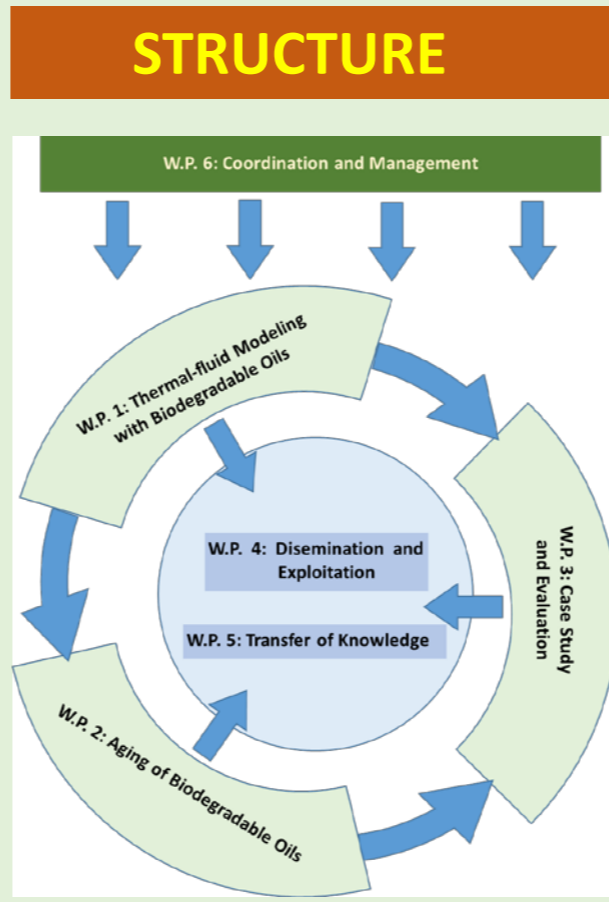 STRUCTURE
W.P. 6: Coordination and Management
W.P. 1: Thermal-fluid Modeling
with Biodegradable Oils
W.P. 4: Disemination and
Exploitation
W.P. 5: Transfer of Knowledge
W.P. 3: Case Study
and Evaluation
W.P. 2: Aging of Biodegradable Oils